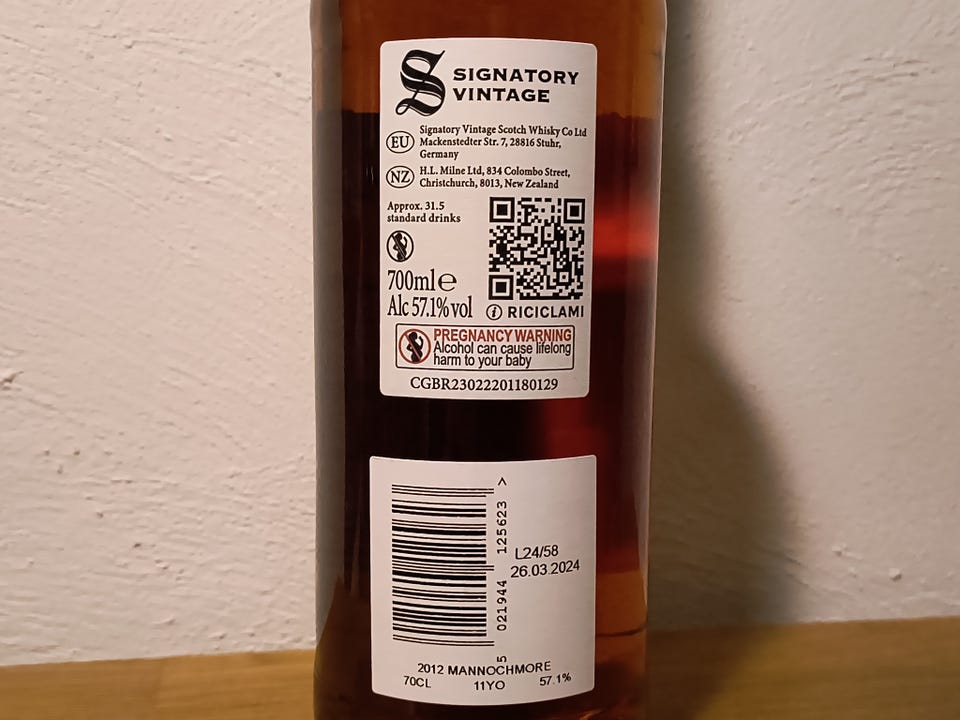 S SIGNATORY
VINTAGE
EU Signatory Vintage Scotch Whisky Co Ltd
Mackenstedter Str. 7, 28816 Stuhr,
Germany
NZ H.L. Milne Ltd, 834 Colombo Street,
Christchurch, 8013, New Zealand
Approx. 31.5
standard drinks
700ml e
Alc 57.1% vol
i RICICLAMI
PREGNANCY WARNING
Alcohol can cause lifelong
harm to your baby
CGBR23022201180129
5 021944 125623 >
L24/58
26.03.2024
2012 MANNOCHMORE
70CL 11YO 57.1%